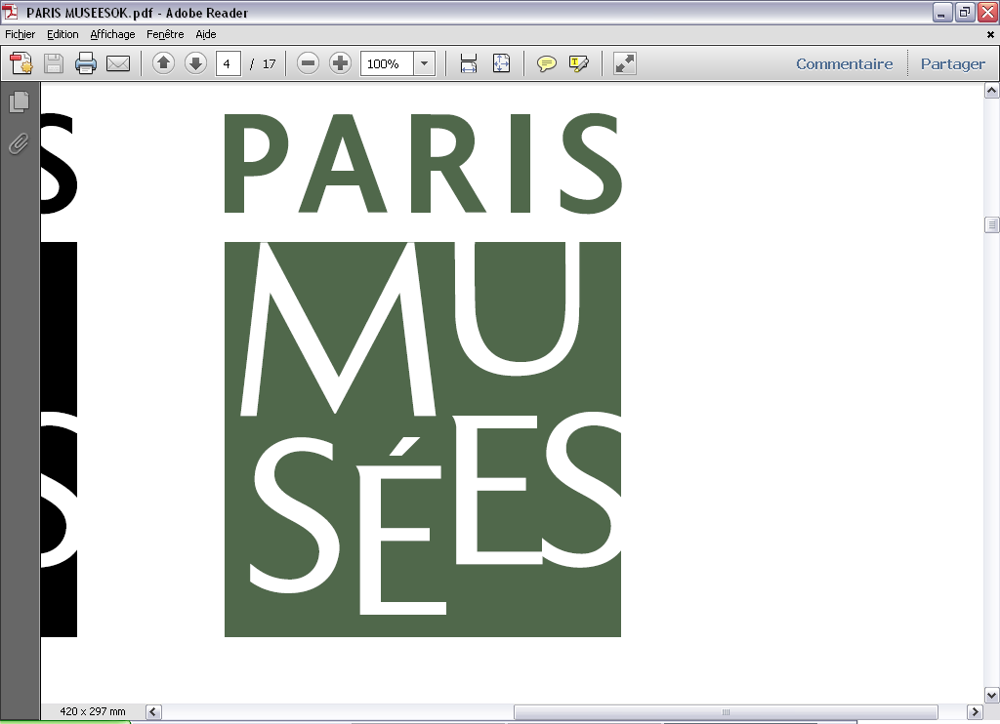 PARIS MUSEESOK.pdf - Adobe Reader
Fichier Edition Affichage Fenêtre Aide
4 / 17 100% Commentaire Partager
S PARIS
MU
S SÉES
420 x 297 mm